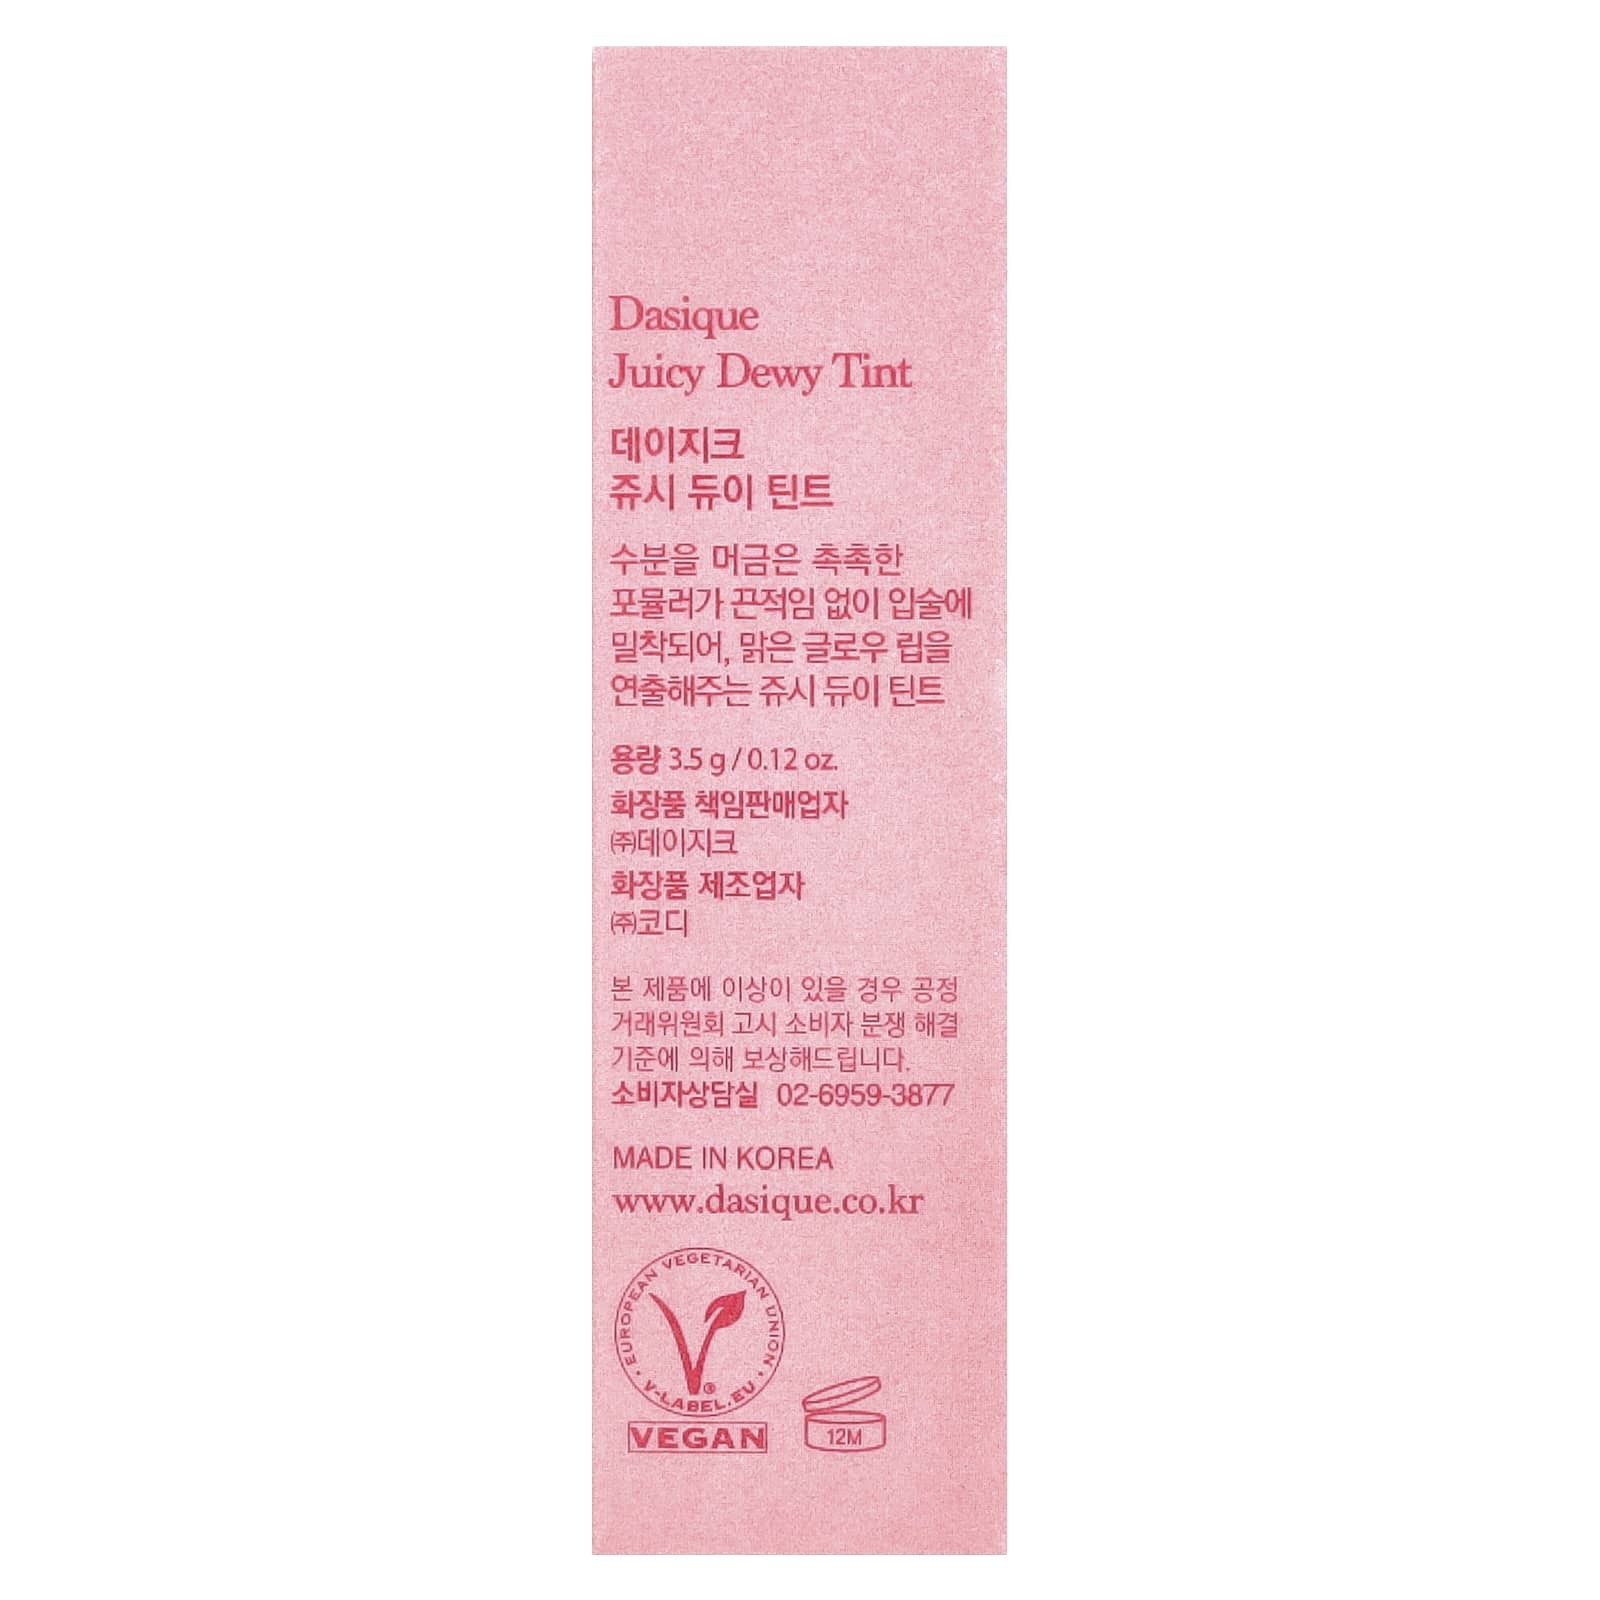 Dasique
Juicy Dewy Tint
데이지크
쥬시 듀이 틴트
수분을 머금은 촉촉한
포뮬러가 끈적임 없이 입술에
밀착되어, 맑은 글로우 립을
연출해주는 쥬시 듀이 틴트
용량 3.5 g / 0.12 oz.
화장품 책임판매업자
㈜데이지크
화장품 제조업자
㈜코디
본 제품에 이상이 있을 경우 공정
거래위원회 고시 소비자 분쟁 해결
기준에 의해 보상해드립니다.
소비자상담실 02-6959-3877
MADE IN KOREA
www.dasique.co.kr
• EUROPEAN VEGETARIAN UNION •
V-LABEL.EU
®
VEGAN
12M